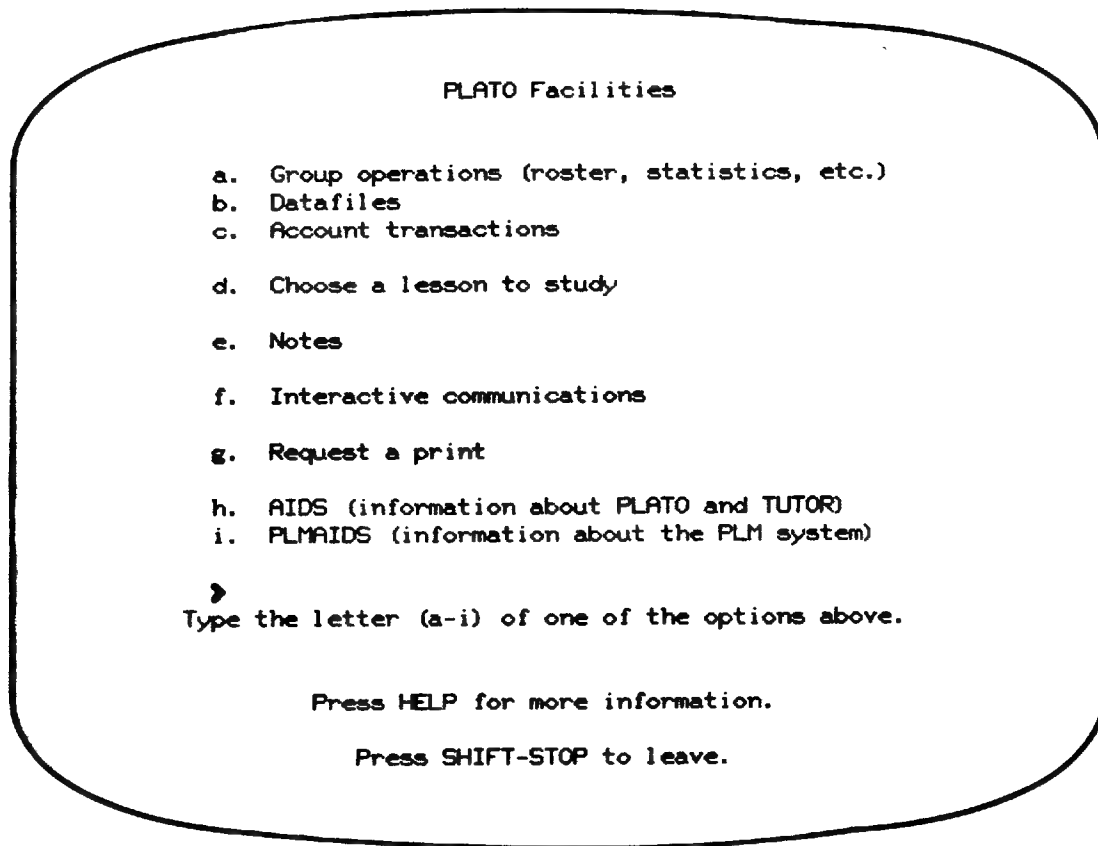 PLATO Facilities
a. Group operations (roster, statistics, etc.)
b. Datafiles
c. Account transactions
d. Choose a lesson to study
e. Notes
f. Interactive communications
g. Request a print
h. AIDS (information about PLATO and TUTOR)
i. PLMAIDS (information about the PLM system)
Type the letter (a-i) of one of the options above.
Press HELP for more information.
Press SHIFT-STOP to leave.